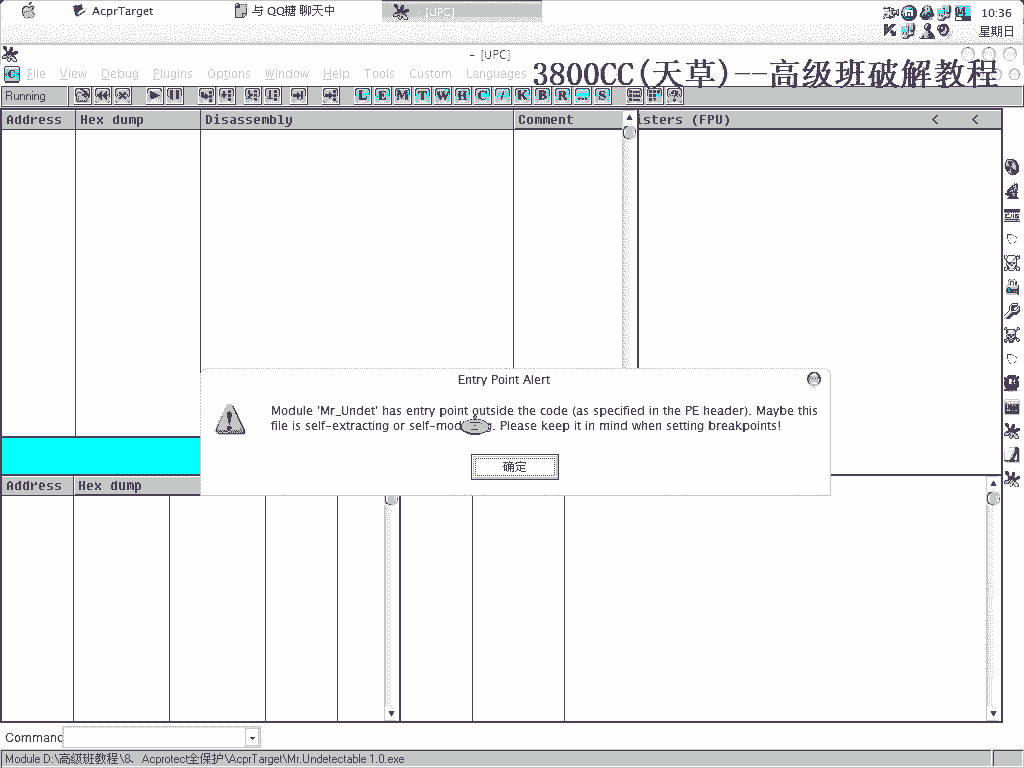 AcprTarget
与 QQ糖 聊天中
- [UPC]
10:36
星期日
- [UPC]
File View Debug Plugins Options Window Help Tools Custom Languages
3800CC(天草)--高级班破解教程
Running
L E M T W H C / K B R ... S
Address Hex dump Disassembly Comment isters (FPU) < <
Entry Point Alert
Module 'Mr_Undet' has entry point outside the code (as specified in the PE header). Maybe this
file is self-extracting or self-mod g. Please keep it in mind when setting breakpoints!
确定
Address Hex dump
Command
Module D:\高级班教程\8、Acprotect全保护\AcprTarget\Mr.Undetectable 1.0.exe